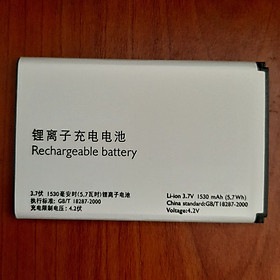 锂离子充电电池
Rechargeable battery
3.7伏 1530毫安时(5.7瓦时)锂离子电池
执行标准: GB/T 18287-2000
充电限制电压: 4.2伏
Li-ion 3.7V 1530 mAh (5.7Wh)
China standard:GB/T18287-2000
Voltage:4.2V